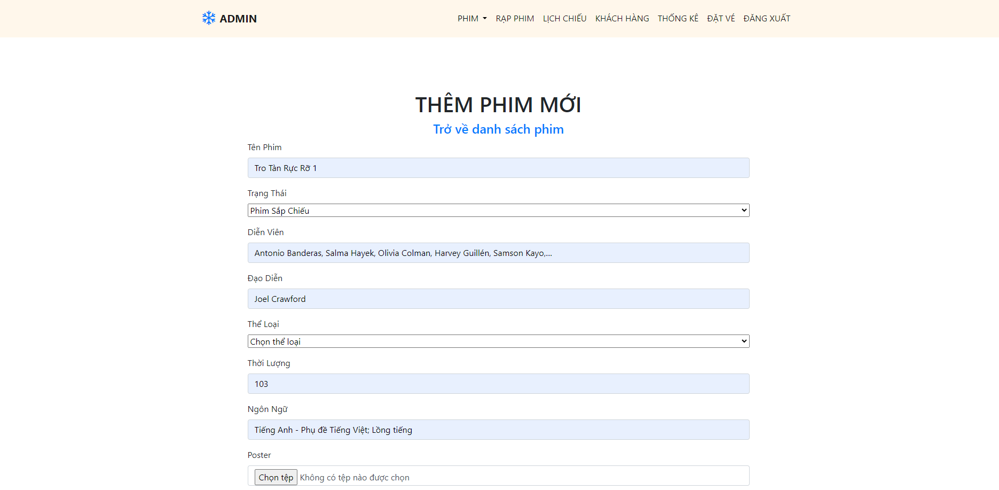 ADMIN
PHIM RẠP PHIM LỊCH CHIẾU KHÁCH HÀNG THỐNG KÊ ĐẶT VÉ ĐĂNG XUẤT
THÊM PHIM MỚI
Trở về danh sách phim
Tên Phim
Tro Tàn Rực Rỡ 1
Trạng Thái
Phim Sắp Chiếu
Diễn Viên
Antonio Banderas, Salma Hayek, Olivia Colman, Harvey Guillén, Samson Kayo,...
Đạo Diễn
Joel Crawford
Thể Loại
Chọn thể loại
Thời Lượng
103
Ngôn Ngữ
Tiếng Anh - Phụ đề Tiếng Việt; Lồng tiếng
Poster
Chọn tệp Không có tệp nào được chọn